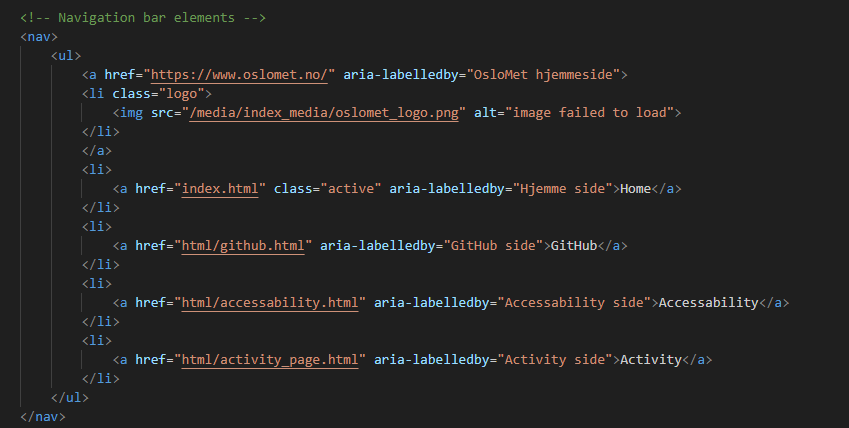 <!-- Navigation bar elements -->
<nav>
    <ul>
        <a href="https://www.oslomet.no/" aria-labelledby="OsloMet hjemmeside">
        <li class="logo">
            <img src="/media/index_media/oslomet_logo.png" alt="image failed to load">
        </li>
        </a>
        <li>
            <a href="index.html" class="active" aria-labelledby="Hjemme side">Home</a>
        </li>
        <li>
            <a href="html/github.html" aria-labelledby="GitHub side">GitHub</a>
        </li>
        <li>
            <a href="html/accessability.html" aria-labelledby="Accessability side">Accessability</a>
        </li>
        <li>
            <a href="html/activity_page.html" aria-labelledby="Activity side">Activity</a>
        </li>
    </ul>
</nav>